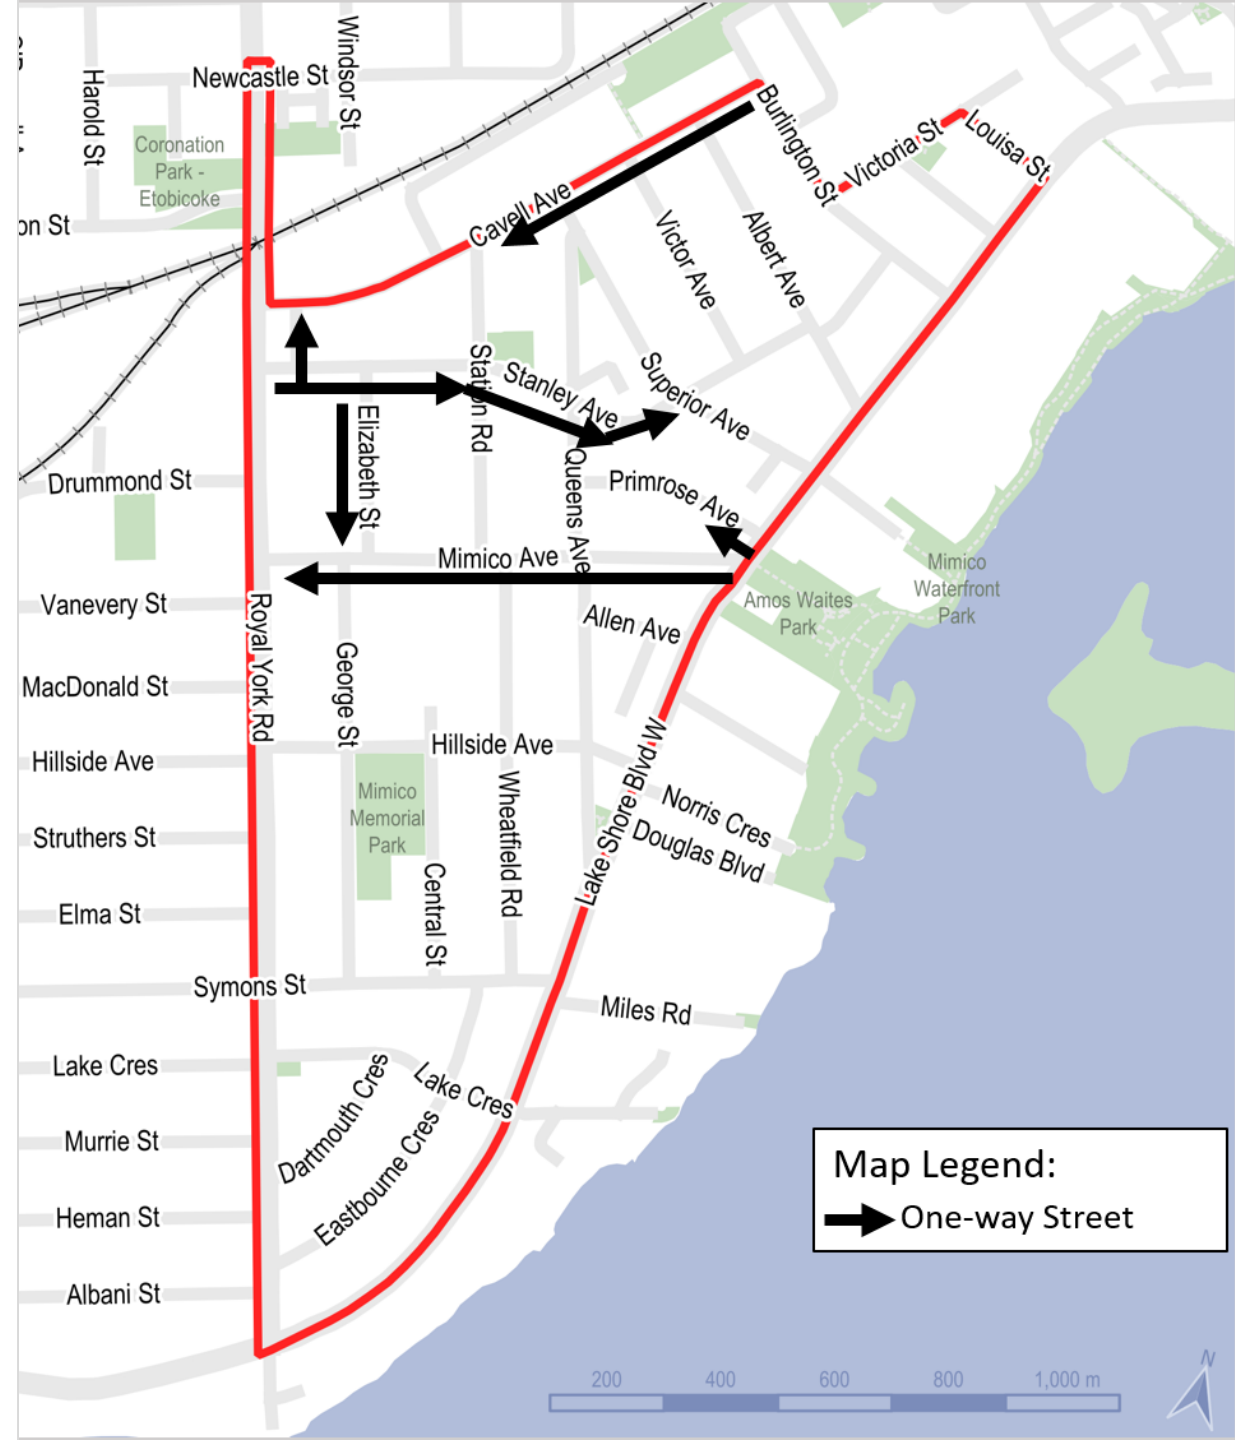 Newcastle St
Windsor St
Harold St
Coronation
Park -
Etobicoke
on St
Burlington St
Victoria St
Louisa St
Cavell Ave
Victor Ave
Albert Ave
Station Rd
Stanley Ave
Superior Ave
Elizabeth St
Queens Ave
Primrose Ave
Drummond St
Mimico Ave
Mimico
Waterfront
Park
Amos Waites
Park
Vanevery St
Royal York Rd
Allen Ave
George St
MacDonald St
Hillside Ave
Hillside Ave
Lake Shore Blvd W
Mimico
Memorial
Park
Wheatfield Rd
Norris Cres
Douglas Blvd
Struthers St
Central St
Elma St
Symons St
Miles Rd
Lake Cres
Dartmouth Cres
Lake Cres
Eastbourne Cres
Murrie St
Heman St
Albani St
Map Legend:
One-way Street
200 400 600 800 1,000 m
N